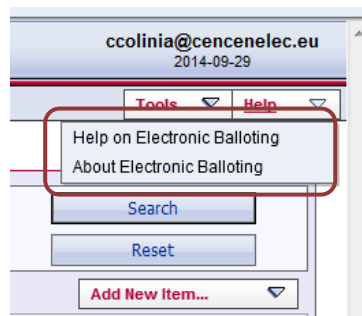 ccolinia@cencenelec.eu
2014-09-29
Tools Help
Help on Electronic Balloting
About Electronic Balloting
Search
Reset
Add New Item...